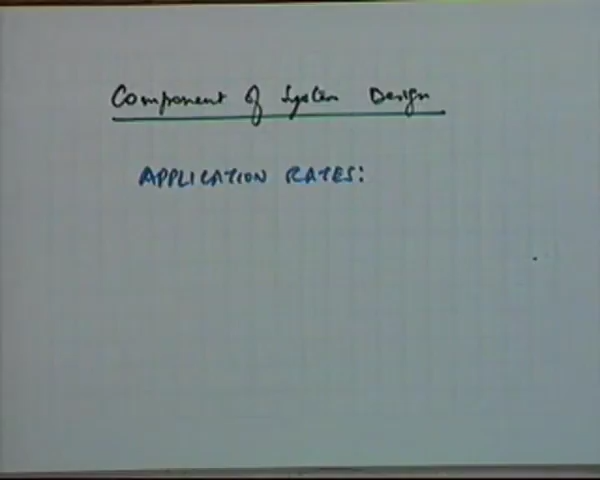 Component of System Design
APPLICATION RATES: